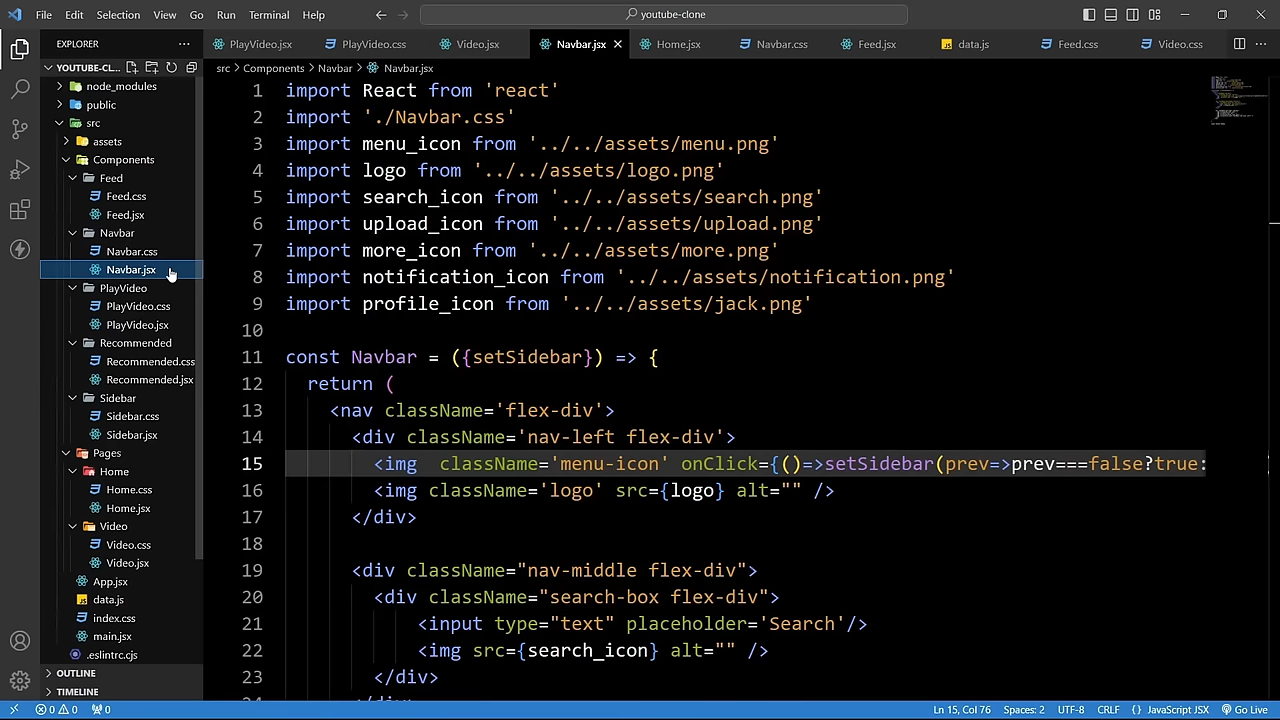 File Edit Selection View Go Run Terminal Help
youtube-clone
EXPLORER
PlayVideo.jsx
PlayVideo.css
Video.jsx
Navbar.jsx
Home.jsx
Navbar.css
Feed.jsx
data.js
Feed.css
Video.css
YOUTUBE-CL...
src > Components > Navbar > Navbar.jsx
node_modules
public
src
assets
Components
Feed
Feed.css
Feed.jsx
Navbar
Navbar.css
Navbar.jsx
PlayVideo
PlayVideo.css
PlayVideo.jsx
Recommended
Recommended.css
Recommended.jsx
Sidebar
Sidebar.css
Sidebar.jsx
Pages
Home
Home.css
Home.jsx
Video
Video.css
Video.jsx
App.jsx
data.js
index.css
main.jsx
.eslintrc.cjs
OUTLINE
TIMELINE
1 import React from 'react'
2 import './Navbar.css'
3 import menu_icon from '../../assets/menu.png'
4 import logo from '../../assets/logo.png'
5 import search_icon from '../../assets/search.png'
6 import upload_icon from '../../assets/upload.png'
7 import more_icon from '../../assets/more.png'
8 import notification_icon from '../../assets/notification.png'
9 import profile_icon from '../../assets/jack.png'
10
11 const Navbar = ({setSidebar}) => {
12 return (
13 <nav className='flex-div'>
14 <div className='nav-left flex-div'>
15 <img className='menu-icon' onClick={()=>setSidebar(prev=>prev===false?true:
16 <img className='logo' src={logo} alt="" />
17 </div>
18
19 <div className="nav-middle flex-div">
20 <div className="search-box flex-div">
21 <input type="text" placeholder='Search'/>
22 <img src={search_icon} alt="" />
23 </div>
24 </div>
0 0 0
Ln 15, Col 76 Spaces: 2 UTF-8 CRLF {} JavaScript JSX Go Live